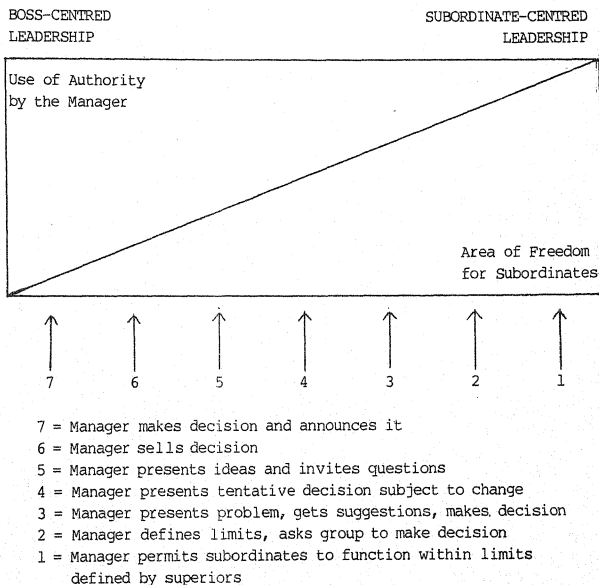 BOSS-CENTRED
LEADERSHIP
SUBORDINATE-CENTRED
LEADERSHIP
Use of Authority
by the Manager
Area of Freedom
for Subordinates
7 6 5 4 3 2 1
7 = Manager makes decision and announces it
6 = Manager sells decision
5 = Manager presents ideas and invites questions
4 = Manager presents tentative decision subject to change
3 = Manager presents problem, gets suggestions, makes decision
2 = Manager defines limits, asks group to make decision
1 = Manager permits subordinates to function within limits
defined by superiors